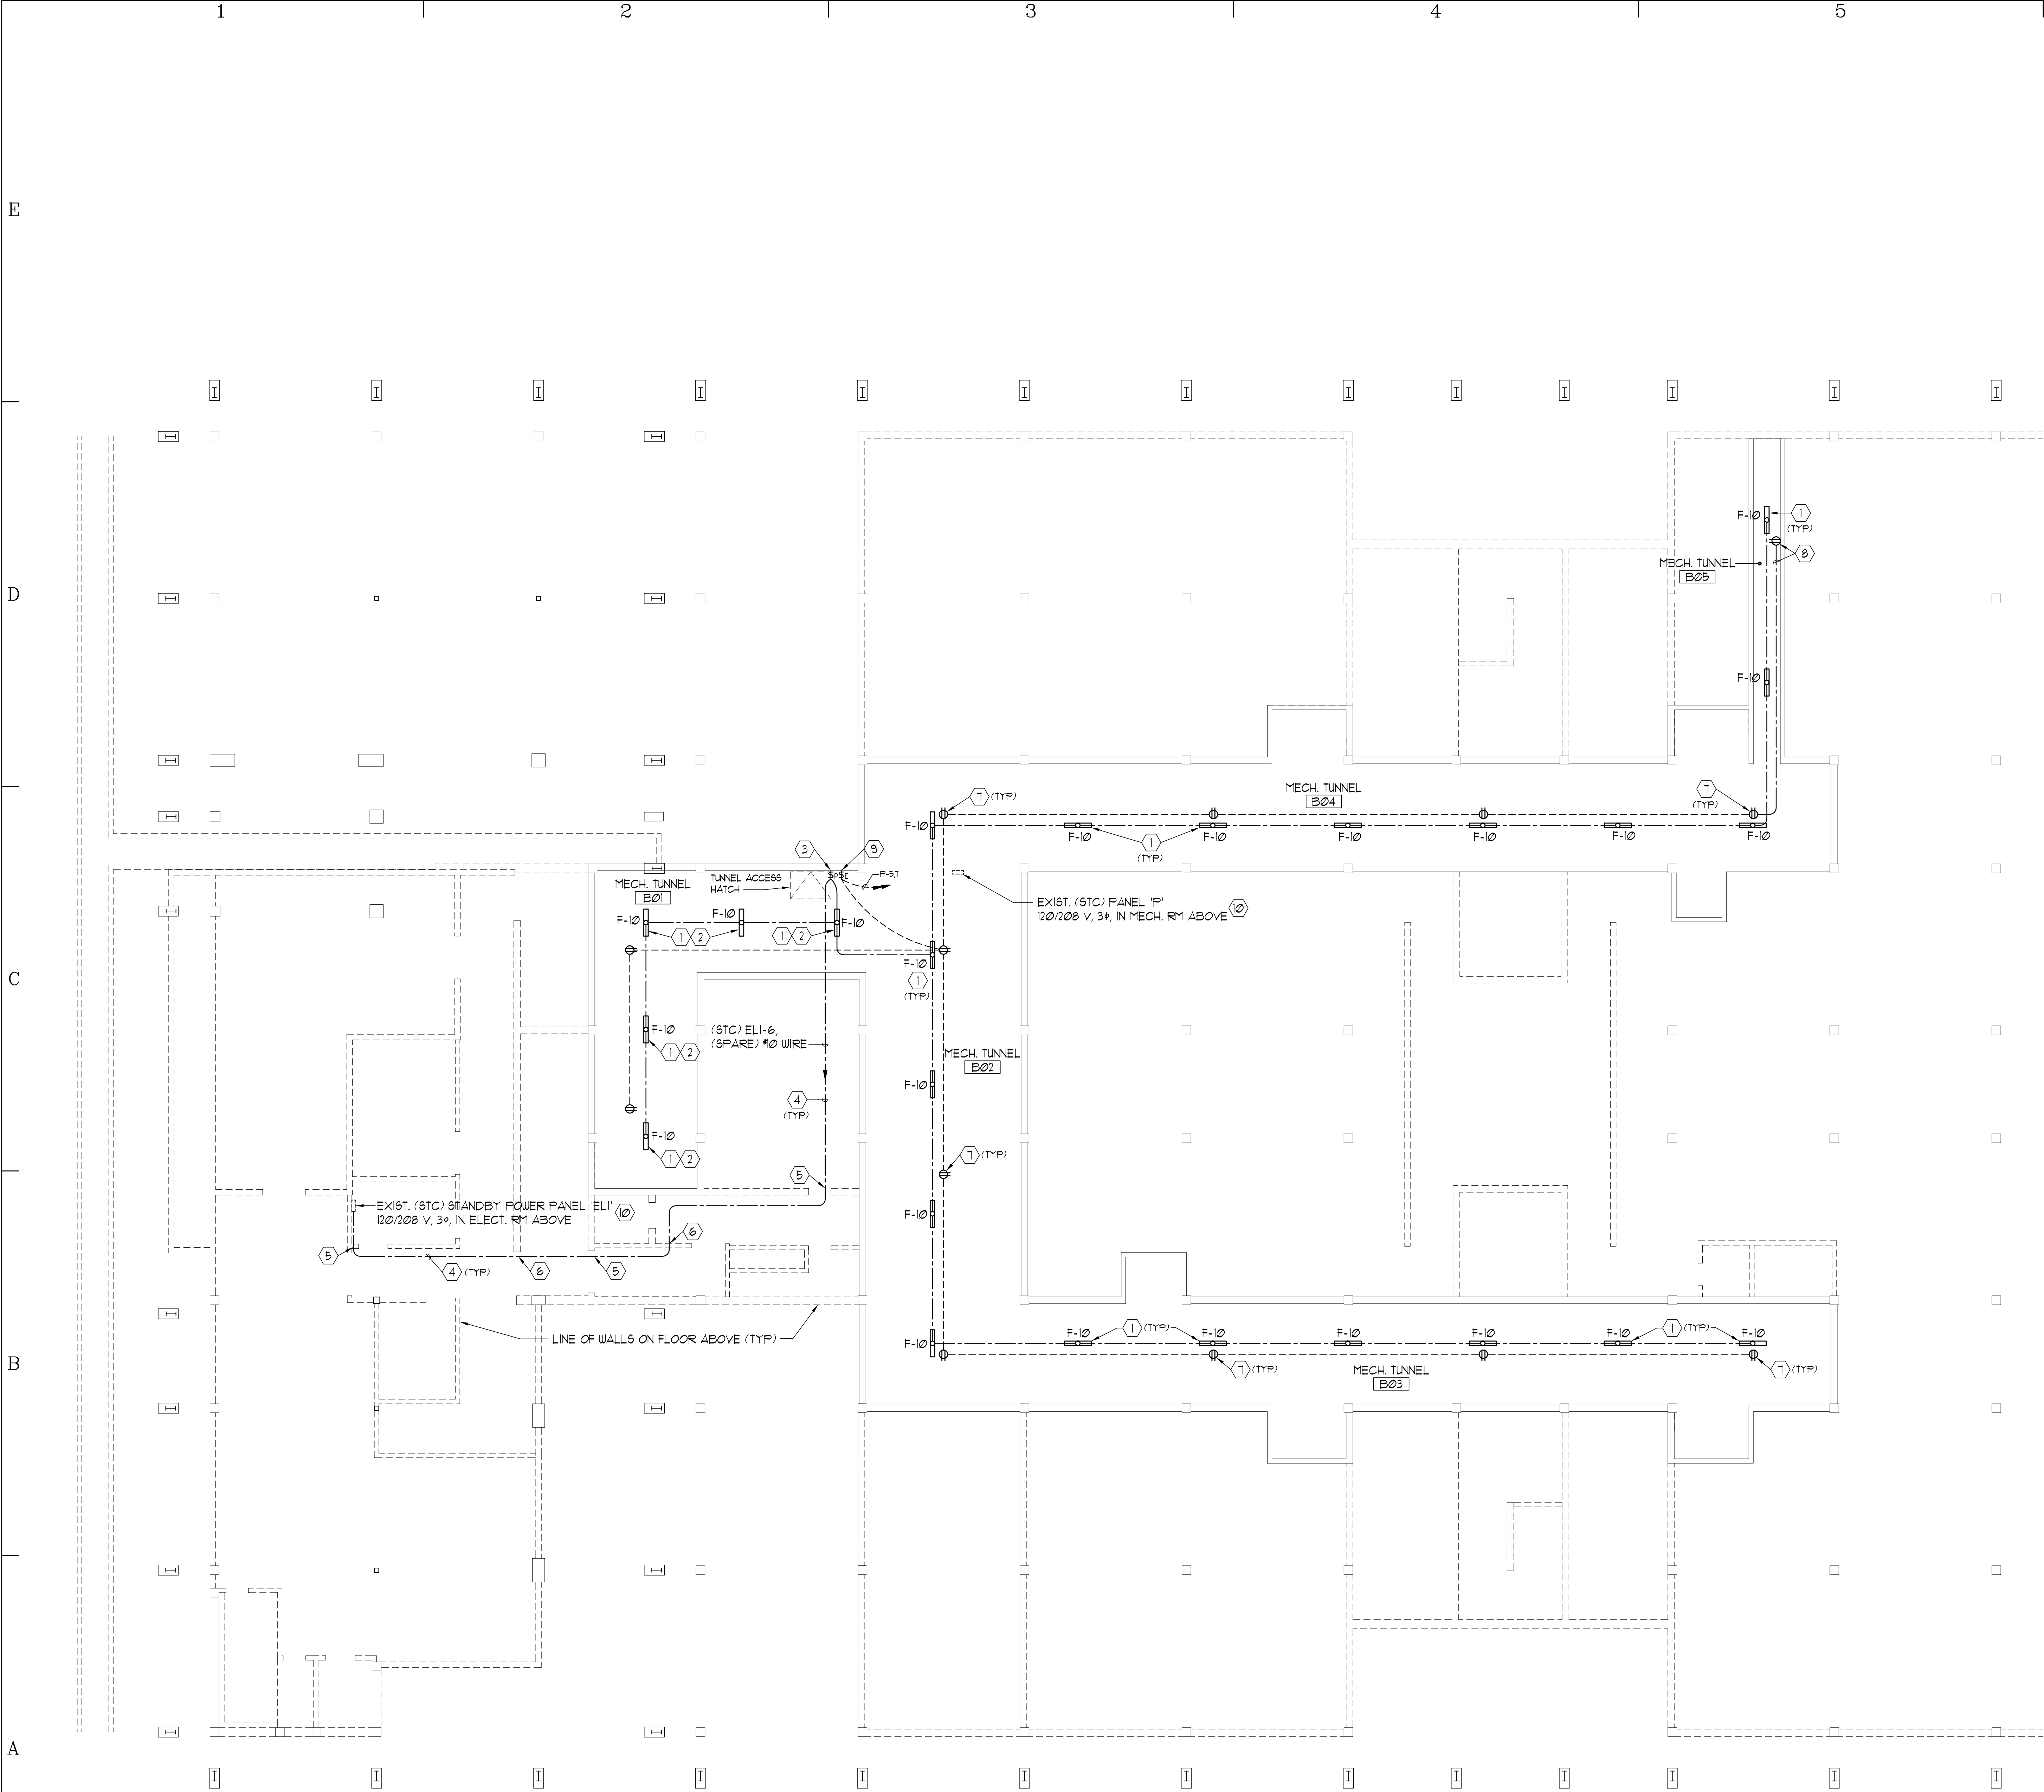 1
2
3
4
5
E
D
C
B
A
F-10
1
(TYP)
8
MECH. TUNNEL
B05
F-10
MECH. TUNNEL
B04
7 (TYP)
7
(TYP)
F-10
F-10
F-10
F-10
F-10
F-10
F-10
1
(TYP)
3
9
$P$E
P-5,7
TUNNEL ACCESS
HATCH
MECH. TUNNEL
B01
F-10
F-10
F-10
1 2
1 2
EXIST. (STC) PANEL 'P'
120/208 V, 3φ, IN MECH. RM ABOVE
10
F-10
1
(TYP)
F-10
1 2
(STC) EL1-6,
(SPARE) #10 WIRE
MECH. TUNNEL
B02
F-10
4
(TYP)
F-10
1 2
7 (TYP)
5
EXIST. (STC) STANDBY POWER PANEL 'EL1'
120/208 V, 3φ, IN ELECT. RM ABOVE
10
F-10
6
5
4 (TYP)
6
5
LINE OF WALLS ON FLOOR ABOVE (TYP)
F-10
F-10
1 (TYP)
F-10
F-10
F-10
F-10
1 (TYP)
F-10
7 (TYP)
MECH. TUNNEL
B03
7 (TYP)